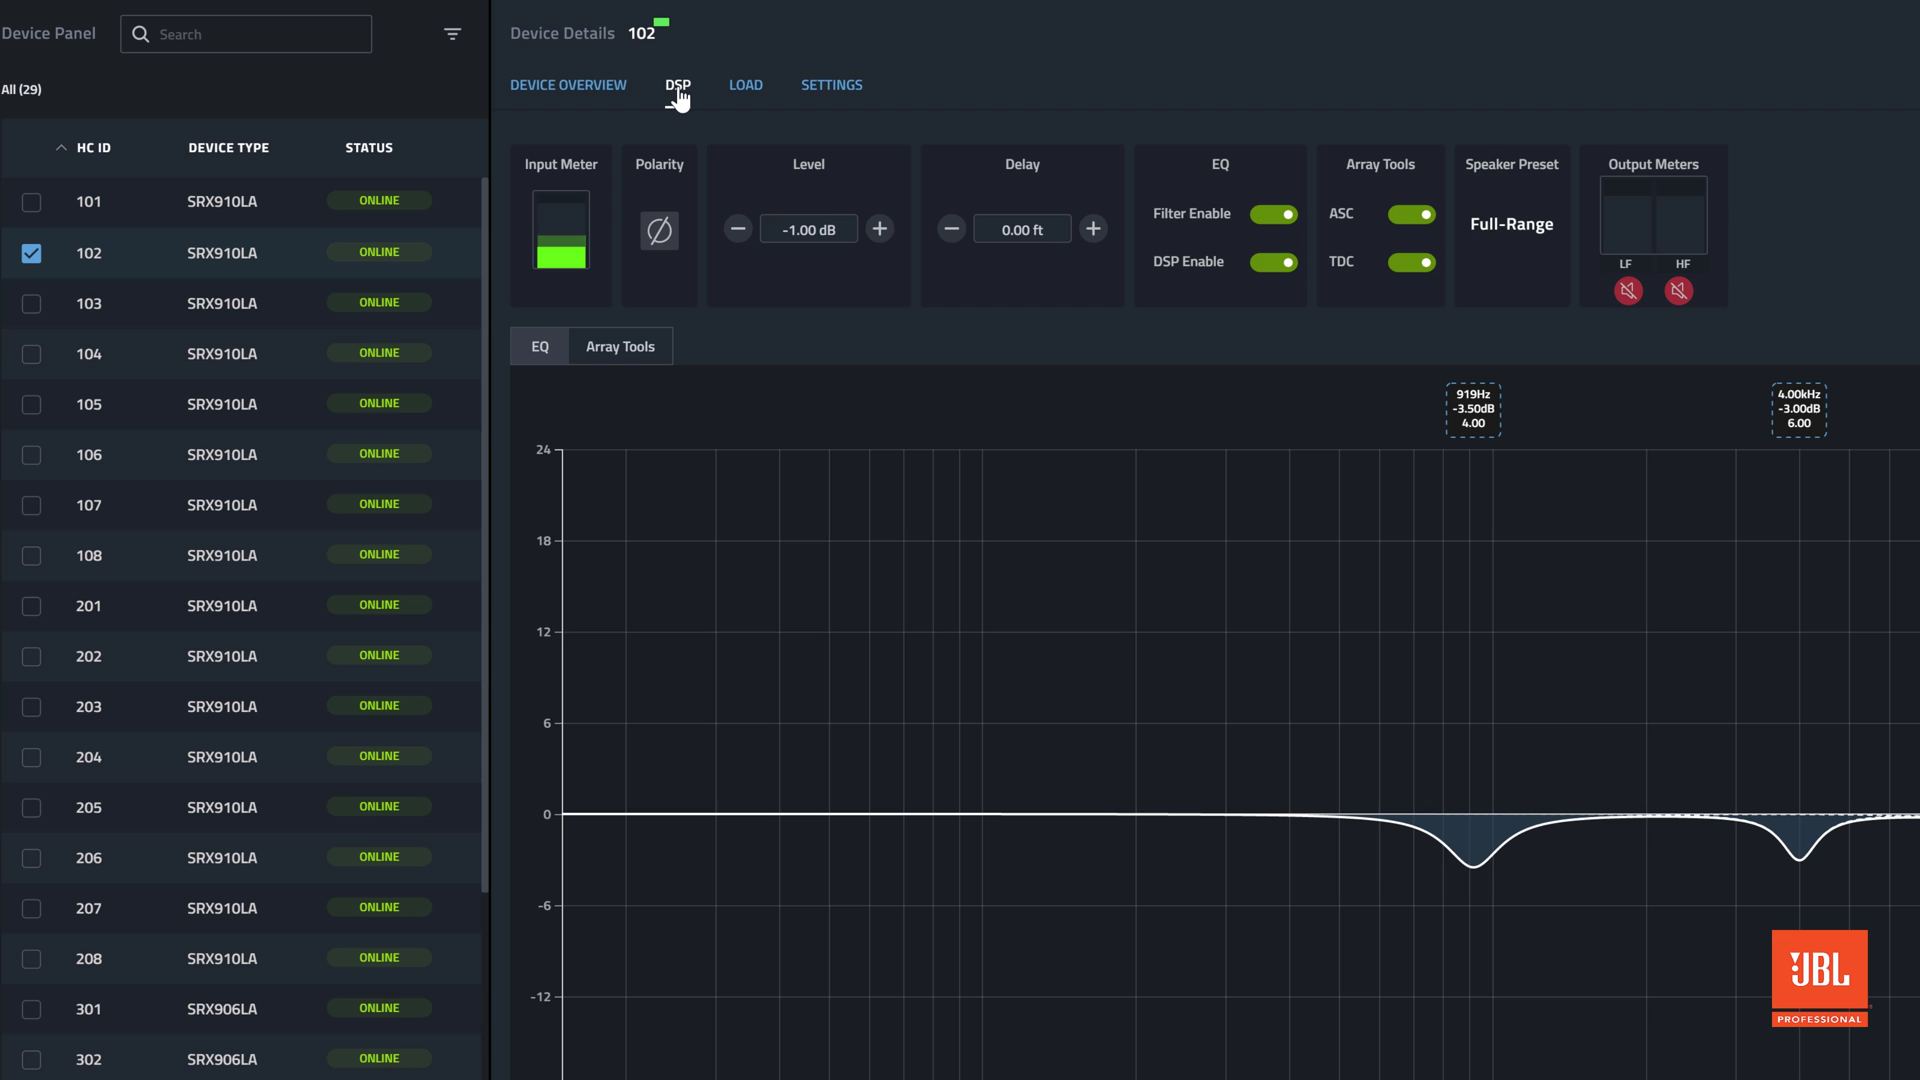 Device Panel
Search
All (29)
HC ID DEVICE TYPE STATUS
101 SRX910LA ONLINE
102 SRX910LA ONLINE
103 SRX910LA ONLINE
104 SRX910LA ONLINE
105 SRX910LA ONLINE
106 SRX910LA ONLINE
107 SRX910LA ONLINE
108 SRX910LA ONLINE
201 SRX910LA ONLINE
202 SRX910LA ONLINE
203 SRX910LA ONLINE
204 SRX910LA ONLINE
205 SRX910LA ONLINE
206 SRX910LA ONLINE
207 SRX910LA ONLINE
208 SRX910LA ONLINE
301 SRX906LA ONLINE
302 SRX906LA ONLINE
Device Details 102
DEVICE OVERVIEW DSP LOAD SETTINGS
Input Meter
Polarity
Level
-1.00 dB
Delay
0.00 ft
EQ
Filter Enable
DSP Enable
Array Tools
ASC
TDC
Speaker Preset
Full-Range
Output Meters
LF HF
EQ Array Tools
919Hz
-3.50dB
4.00
4.00kHz
-3.00dB
6.00
24
18
12
6
0
-6
-12
JBL
PROFESSIONAL